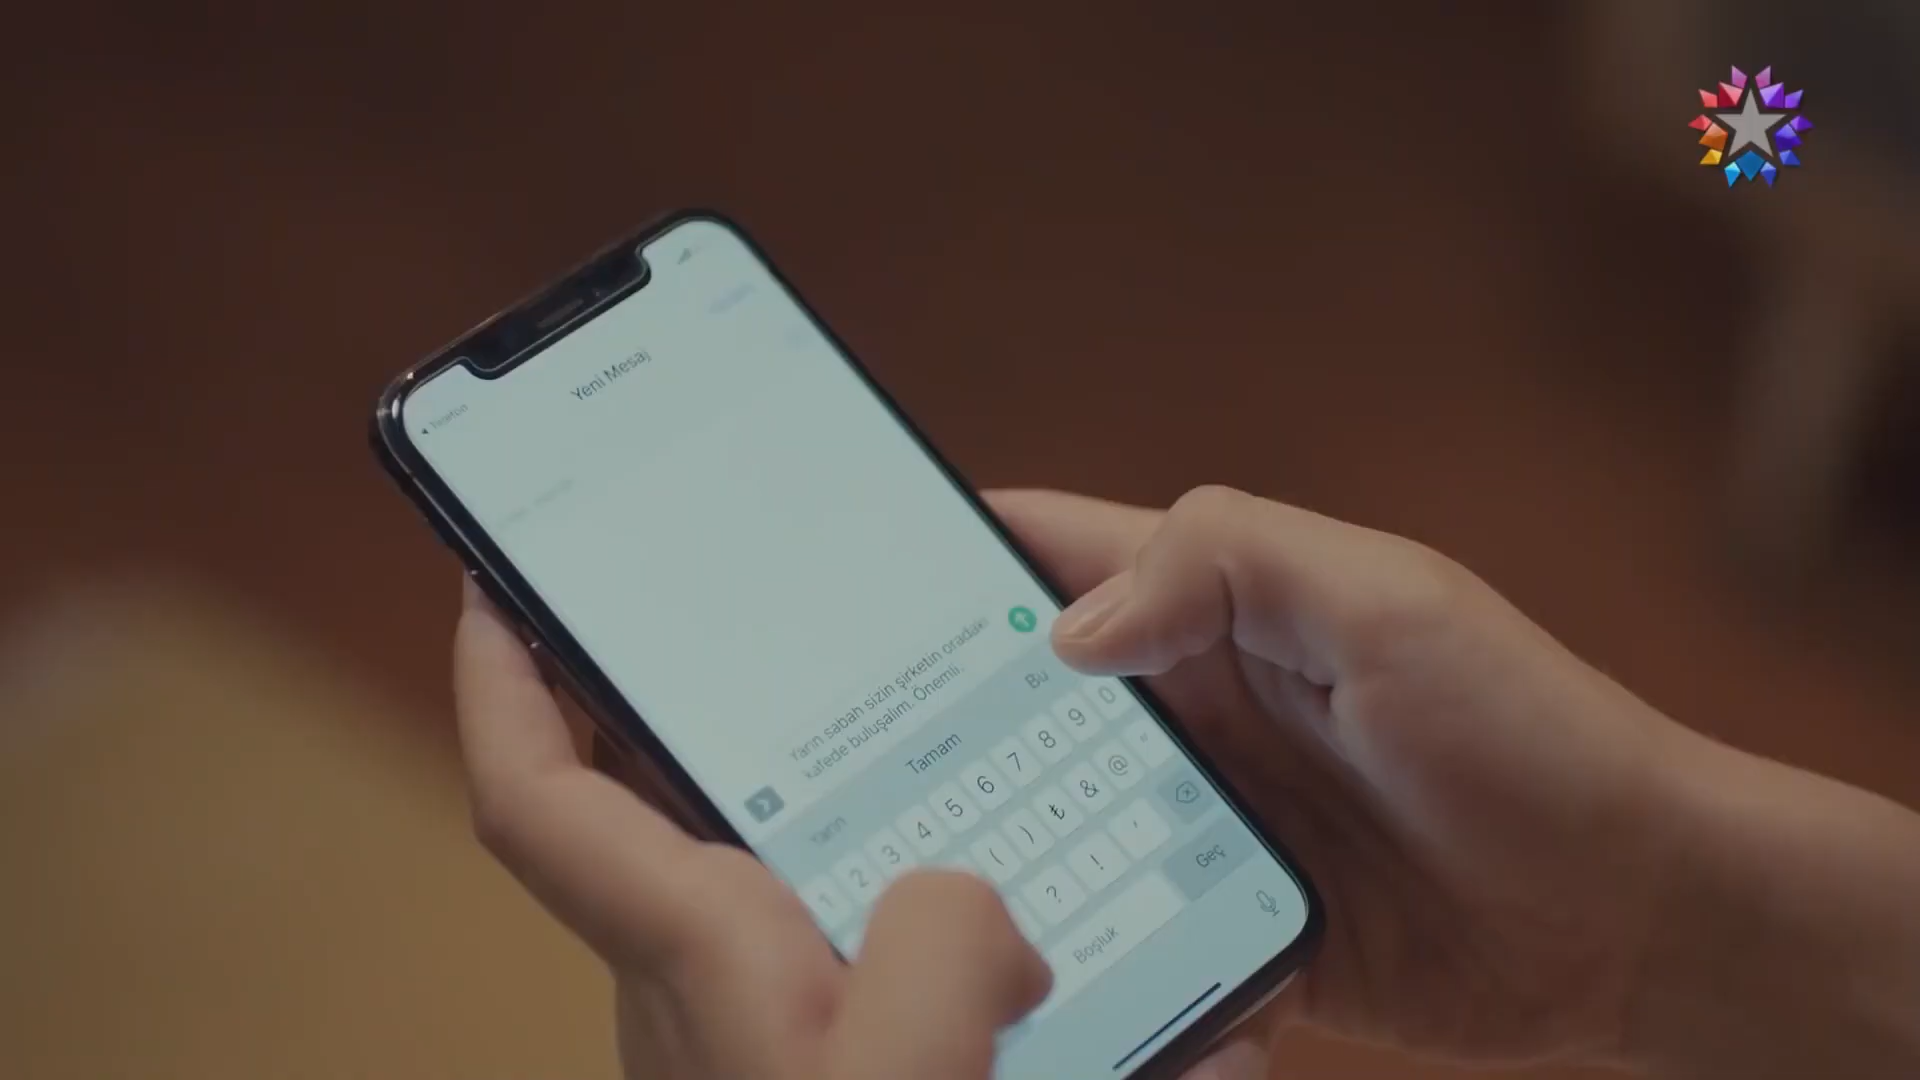 Telefon
Yeni Mesaj
Yarın sabah sizin şirketin oradaki
kafede buluşalım. Önemli.
Yarın Tamam Bu
1 2 3 4 5 6 7 8 9 0
( ) ₺ & @ "
? ! '
Boşluk Geç